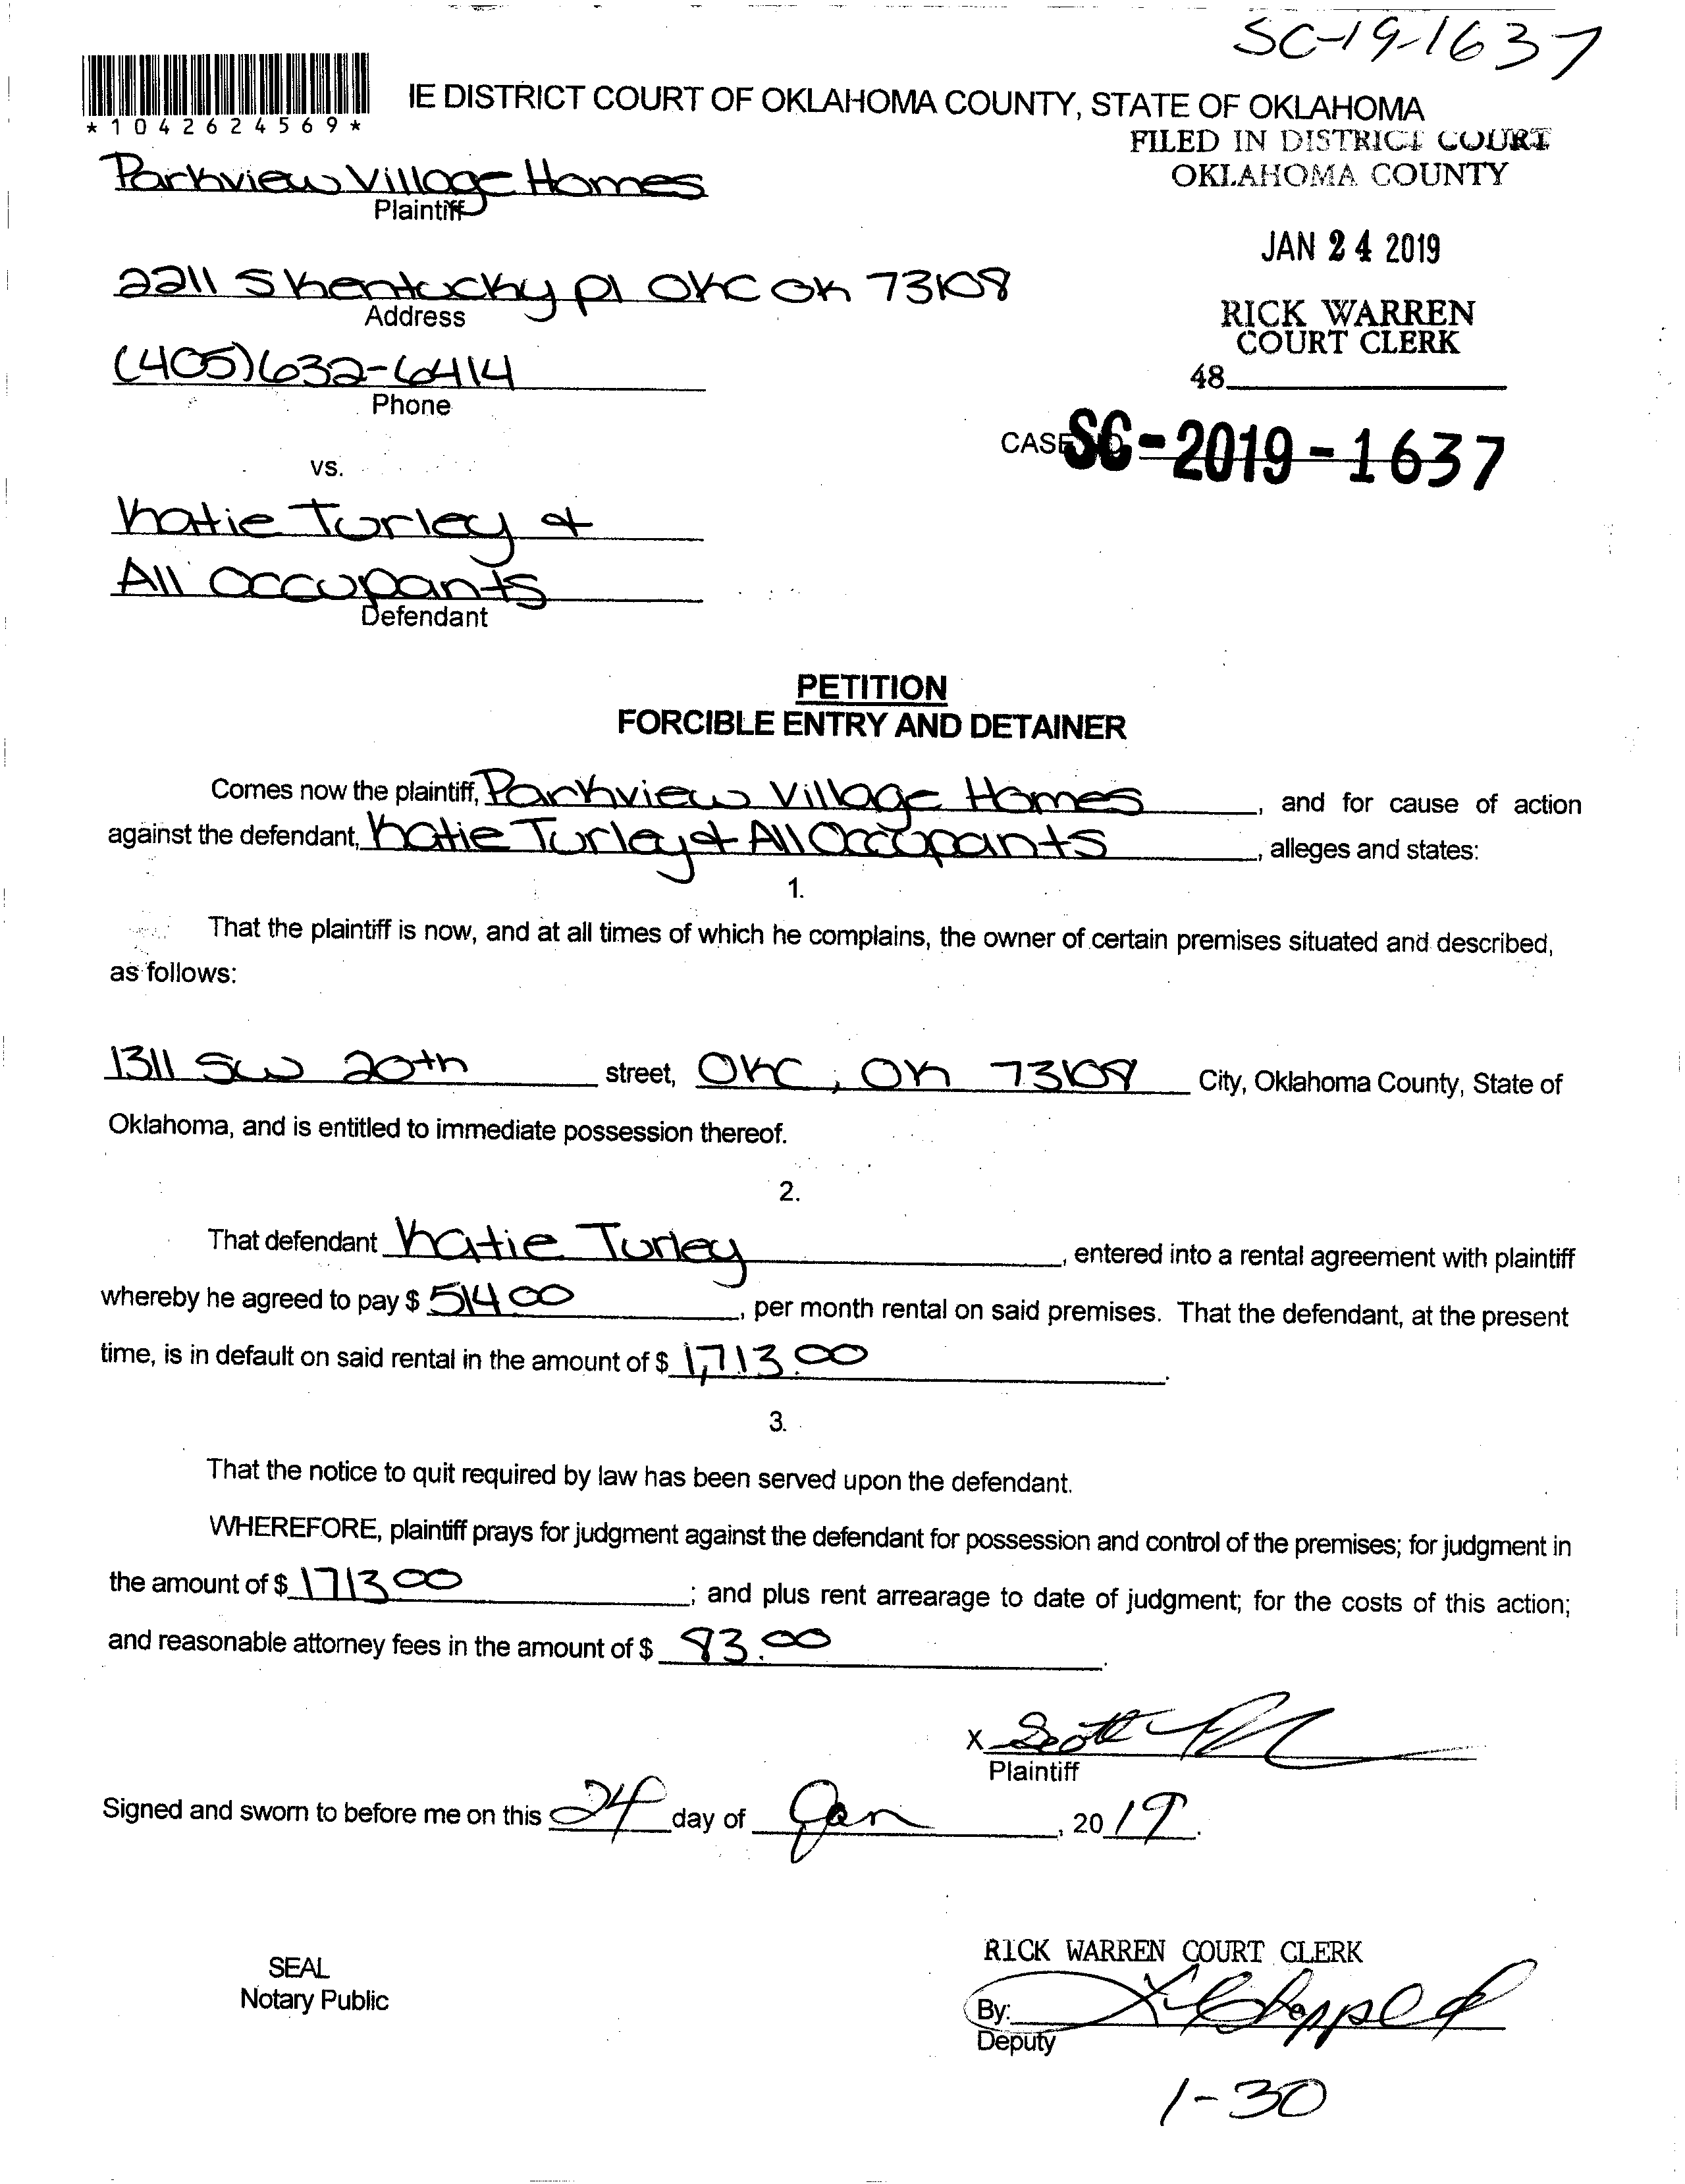 SC-19-1637
*1042624569*
IE DISTRICT COURT OF OKLAHOMA COUNTY, STATE OF OKLAHOMA
FILED IN DISTRICT COURT
OKLAHOMA COUNTY
Parkview Village Homes
Plaintiff
JAN 24 2019
2211 S Kentucky Pl OKC OK 73108
Address
RICK WARREN
COURT CLERK
(405)632-6414
Phone
48
CASE SC-2019-1637
vs.
Katie Turley &
All Occupants
Defendant
PETITION
FORCIBLE ENTRY AND DETAINER
Comes now the plaintiff, Parkview Village Homes, and for cause of action
against the defendant, Katie Turley & All Occupants, alleges and states:
1.
That the plaintiff is now, and at all times of which he complains, the owner of certain premises situated and described,
as follows:
1311 SW 20th street, OKC, OK 73108 City, Oklahoma County, State of
Oklahoma, and is entitled to immediate possession thereof.
2.
That defendant Katie Turley, entered into a rental agreement with plaintiff
whereby he agreed to pay $ 514 00, per month rental on said premises. That the defendant, at the present
time, is in default on said rental in the amount of $ 1,713.00.
3.
That the notice to quit required by law has been served upon the defendant.
WHEREFORE, plaintiff prays for judgment against the defendant for possession and control of the premises; for judgment in
the amount of $ 1713 00; and plus rent arrearage to date of judgment; for the costs of this action;
and reasonable attorney fees in the amount of $ 83.00.
X Scott
Plaintiff
Signed and sworn to before me on this 24 day of Jan, 2019.
SEAL
Notary Public
RICK WARREN COURT CLERK
By:
Deputy
1-30